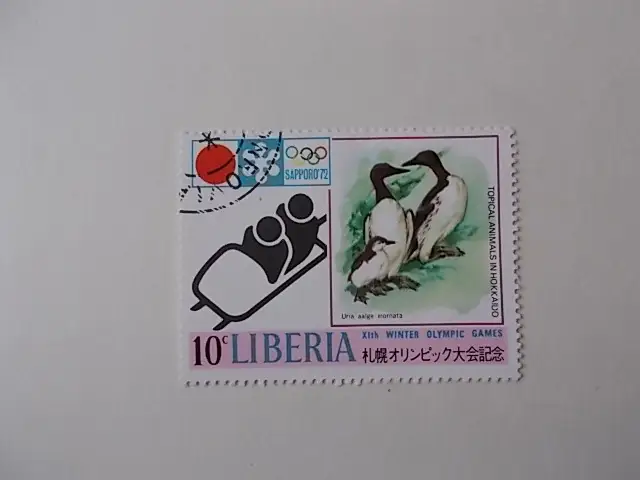 SAPPORO'72
TOPICAL ANIMALS IN HOKKAIDO
Uria aalge inornata
XIth WINTER OLYMPIC GAMES
10c LIBERIA 札幌オリンピック大会記念